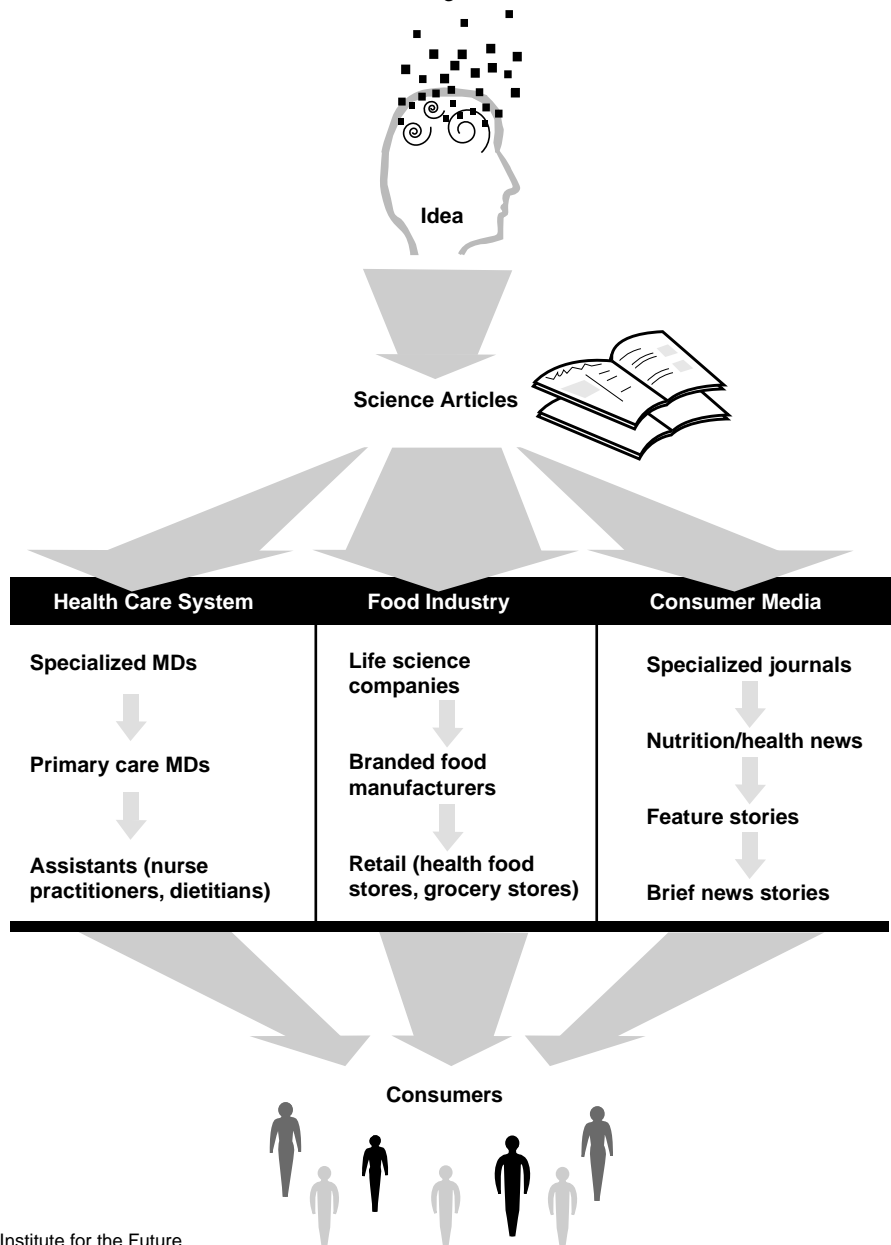 Idea
Science Articles
Health Care System
Food Industry
Consumer Media
Specialized MDs
Primary care MDs
Assistants (nurse
practitioners, dietitians)
Life science
companies
Branded food
manufacturers
Retail (health food
stores, grocery stores)
Specialized journals
Nutrition/health news
Feature stories
Brief news stories
Consumers
Institute for the Future